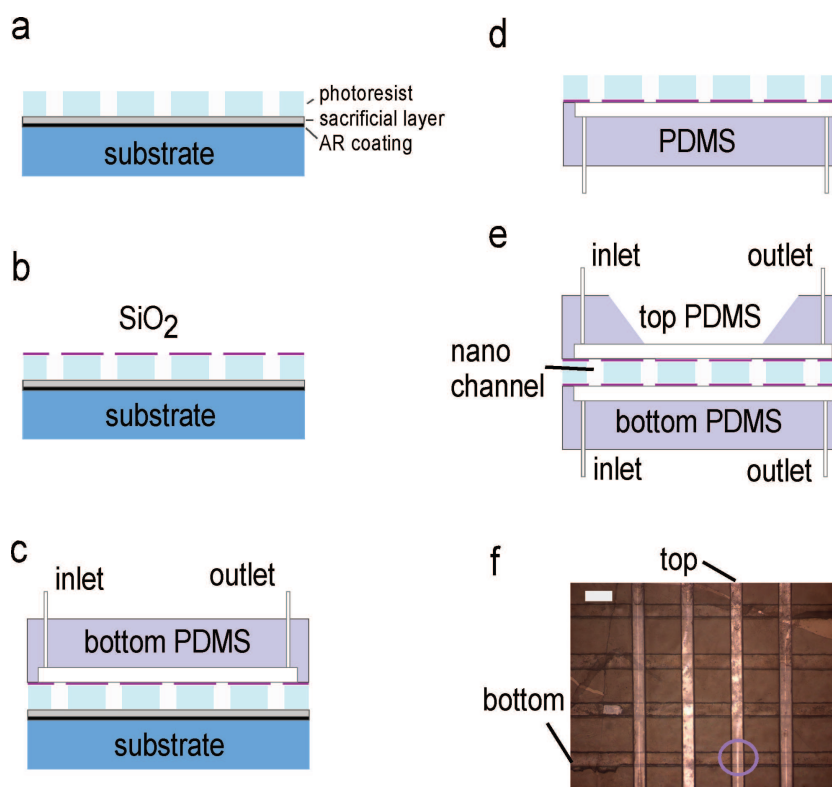 a
photoresist
sacrificial layer
AR coating
substrate
b
SiO2
substrate
c
inlet outlet
bottom PDMS
substrate
d
PDMS
e
inlet outlet
top PDMS
nano
channel
bottom PDMS
inlet outlet
f
top
bottom